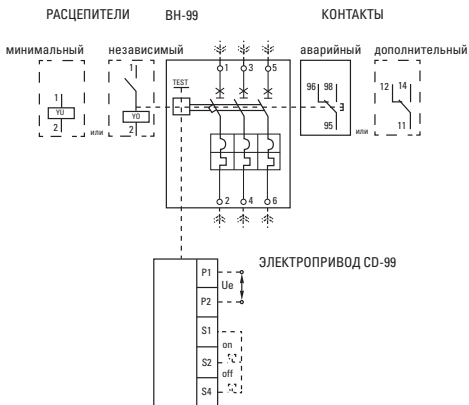 РАСЦЕПИТЕЛИ ВН-99 КОНТАКТЫ
минимальный независимый аварийный дополнительный
1 3 5
TEST
1 1 96 98 12 14
YU YO
2 или 2 95 или 11
2 4 6
ЭЛЕКТРОПРИВОД CD-99
P1
Ue
P2
S1
on
S2
off
S4